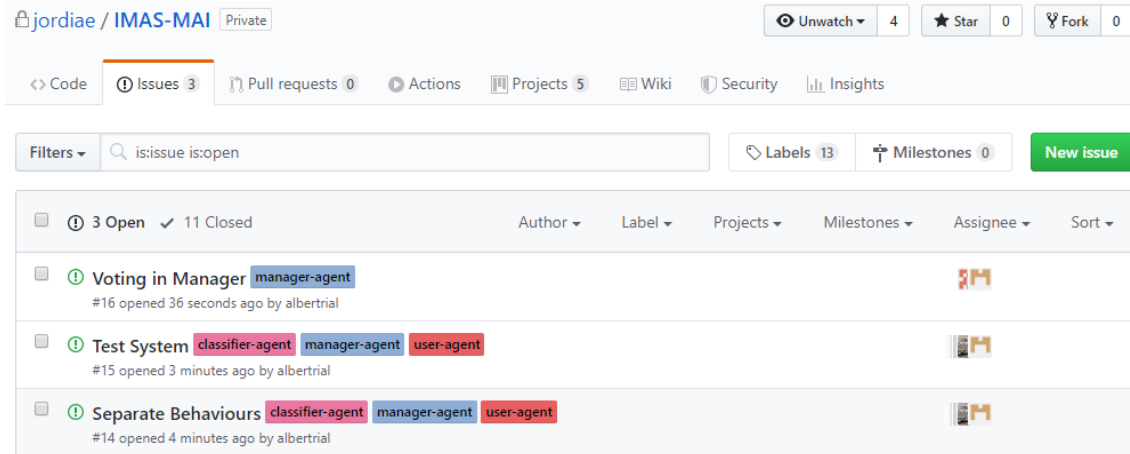 jordiae / IMAS-MAI Private Unwatch 4 Star 0 Fork 0
<> Code Issues 3 Pull requests 0 Actions Projects 5 Wiki Security Insights
Filters is:issue is:open Labels 13 Milestones 0 New issue
3 Open 11 Closed Author Label Projects Milestones Assignee Sort
Voting in Manager manager-agent
#16 opened 36 seconds ago by albertrial
Test System classifier-agent manager-agent user-agent
#15 opened 3 minutes ago by albertrial
Separate Behaviours classifier-agent manager-agent user-agent
#14 opened 4 minutes ago by albertrial